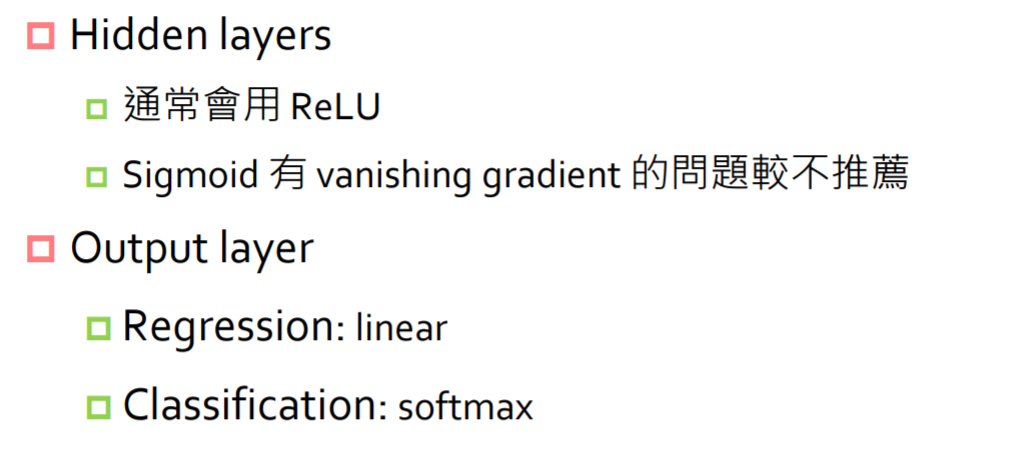 Hidden layers
通常會用 ReLU
Sigmoid 有 vanishing gradient 的問題較不推薦
Output layer
Regression: linear
Classification: softmax